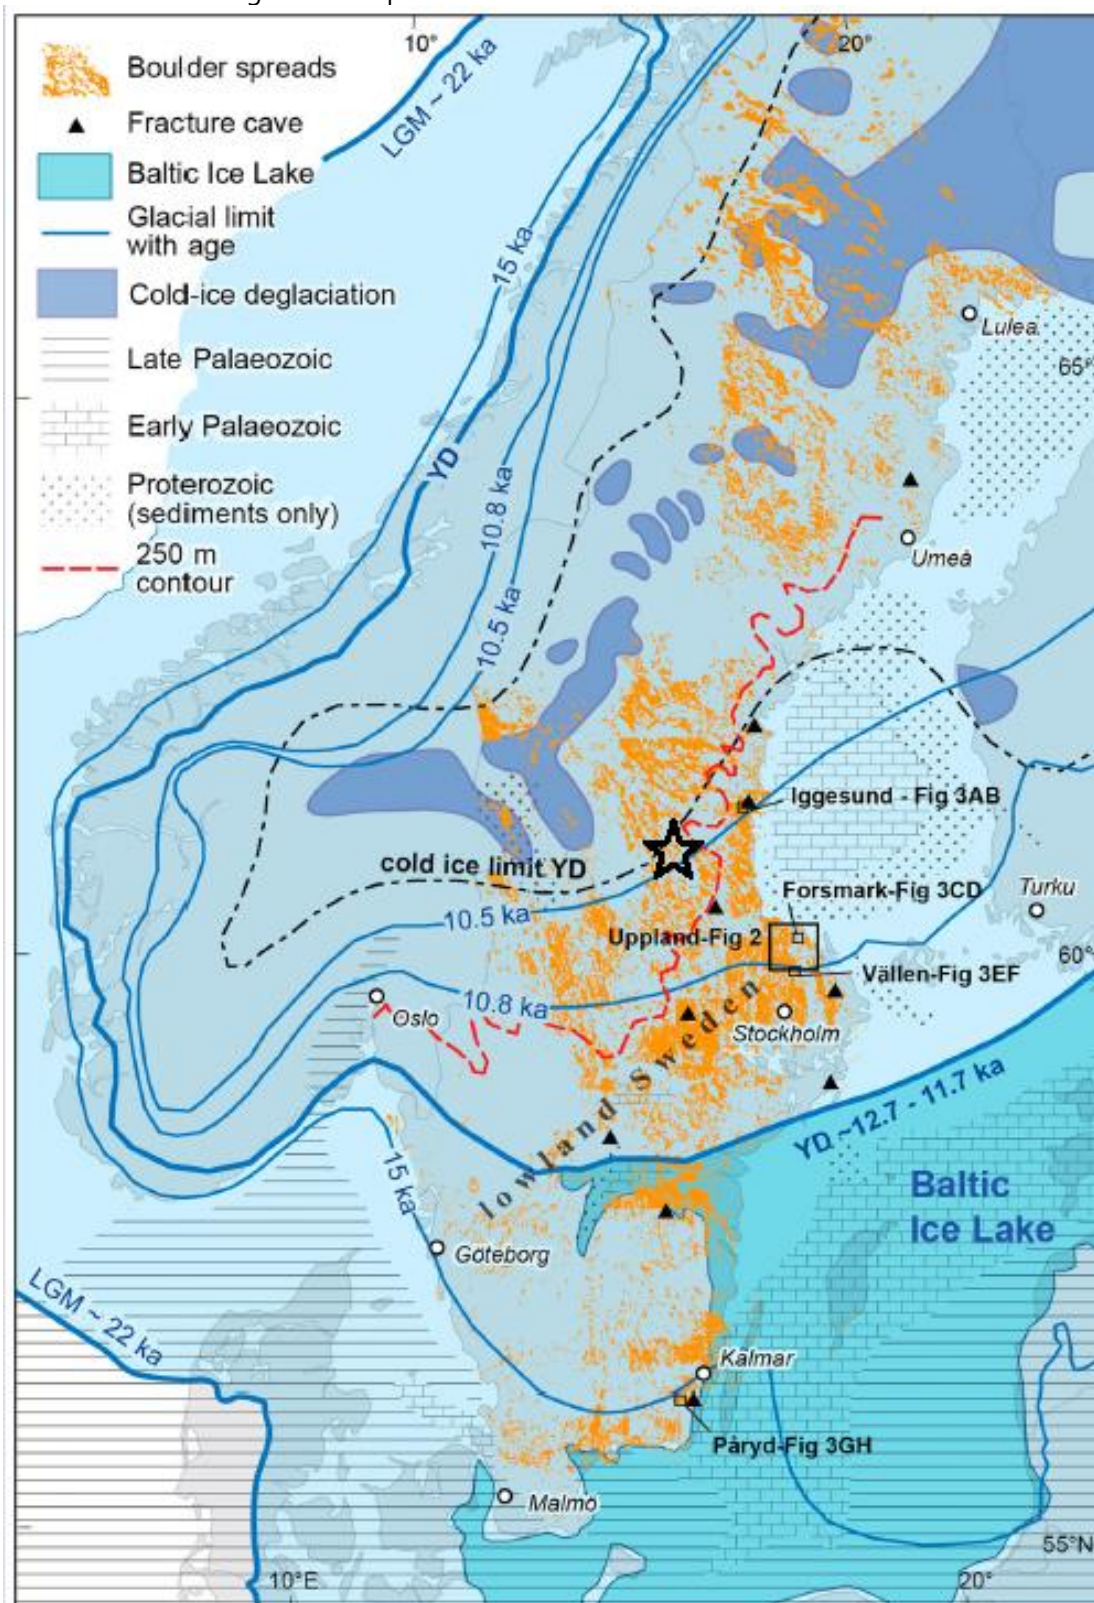 10°
20°
LGM ~ 22 ka
Boulder spreads
Fracture cave
Baltic Ice Lake
Glacial limit
with age
Cold-ice deglaciation
Late Palaeozoic
Early Palaeozoic
Proterozoic
(sediments only)
250 m
contour
15 ka
YD
10.8 ka
10.5 ka
Lulea
65°
Umeå
Iggesund - Fig 3AB
cold ice limit YD
Forsmark-Fig 3CD
Turku
10.5 ka
Uppland-Fig 2
60°
Vällen-Fig 3EF
10.8 ka
Oslo
Stockholm
lowland Sweden
YD ~12.7 - 11.7 ka
15 ka
Baltic
Ice Lake
Göteborg
LGM ~ 22 ka
Kalmar
Påryd-Fig 3GH
Malmö
55°N
10°E
20°